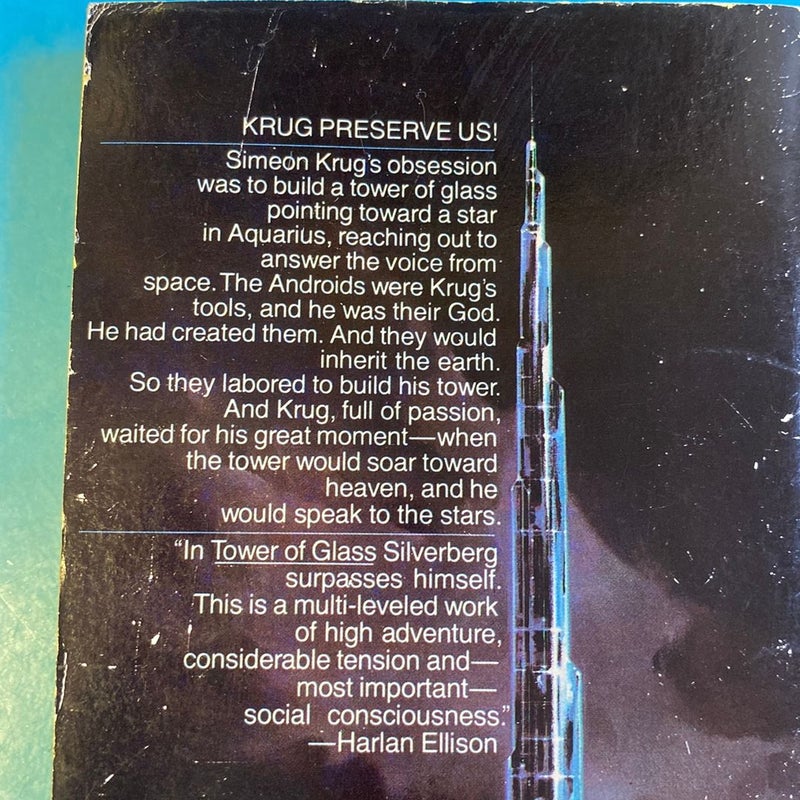 KRUG PRESERVE US!
Simeon Krug's obsession
was to build a tower of glass
pointing toward a star
in Aquarius, reaching out to
answer the voice from
space. The Androids were Krug's
tools, and he was their God.
He had created them. And they would
inherit the earth.
So they labored to build his tower.
And Krug, full of passion,
waited for his great moment—when
the tower would soar toward
heaven, and he
would speak to the stars.
“In Tower of Glass Silverberg
surpasses himself.
This is a multi-leveled work
of high adventure,
considerable tension and—
most important—
social consciousness.”
—Harlan Ellison